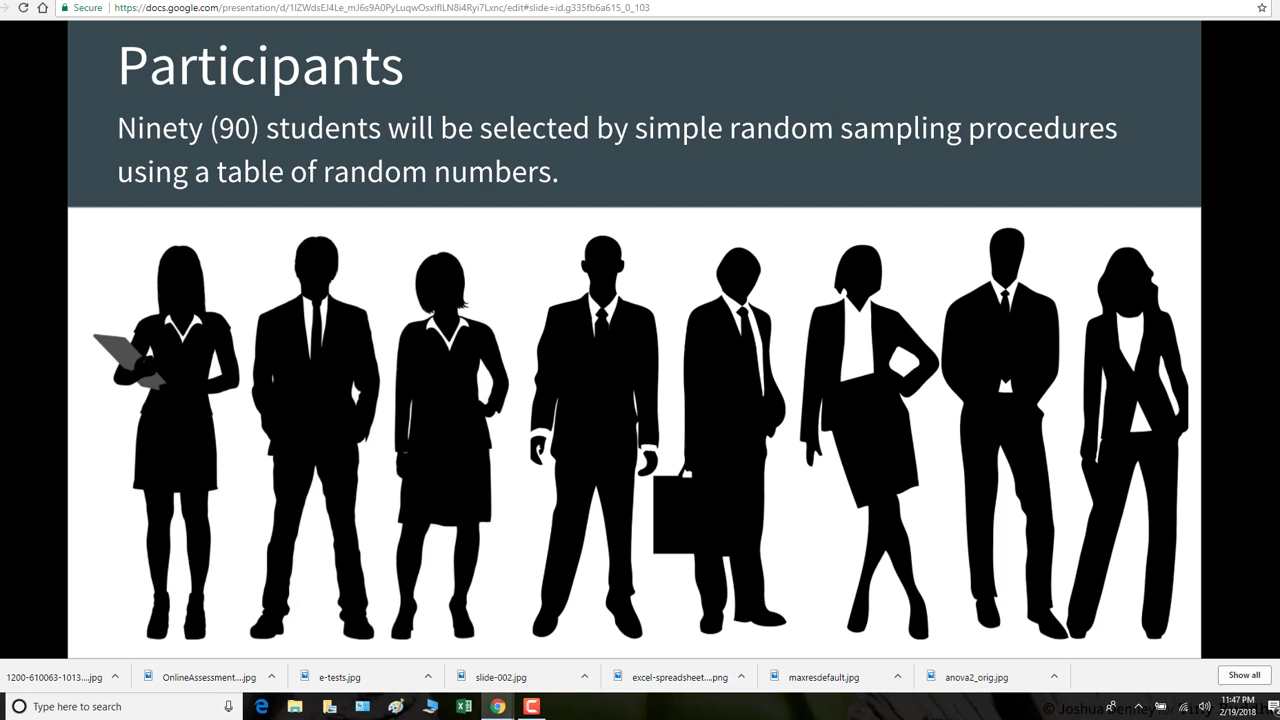 Secure
https://docs.google.com/presentation/d/1lZWdsEJ4Le_mJ6s9A0PyLuqwOsxIfILN8i4Ryi7Lxnc/edit#slide=id.g335fb6a615_0_103
Participants
Ninety (90) students will be selected by simple random sampling procedures
using a table of random numbers.
1200-610063-1013....jpg
OnlineAssessment....jpg
e-tests.jpg
slide-002.jpg
excel-spreadsheet....png
maxresdefault.jpg
anova2_orig.jpg
Show all
Type here to search
11:47 PM
2/19/2018